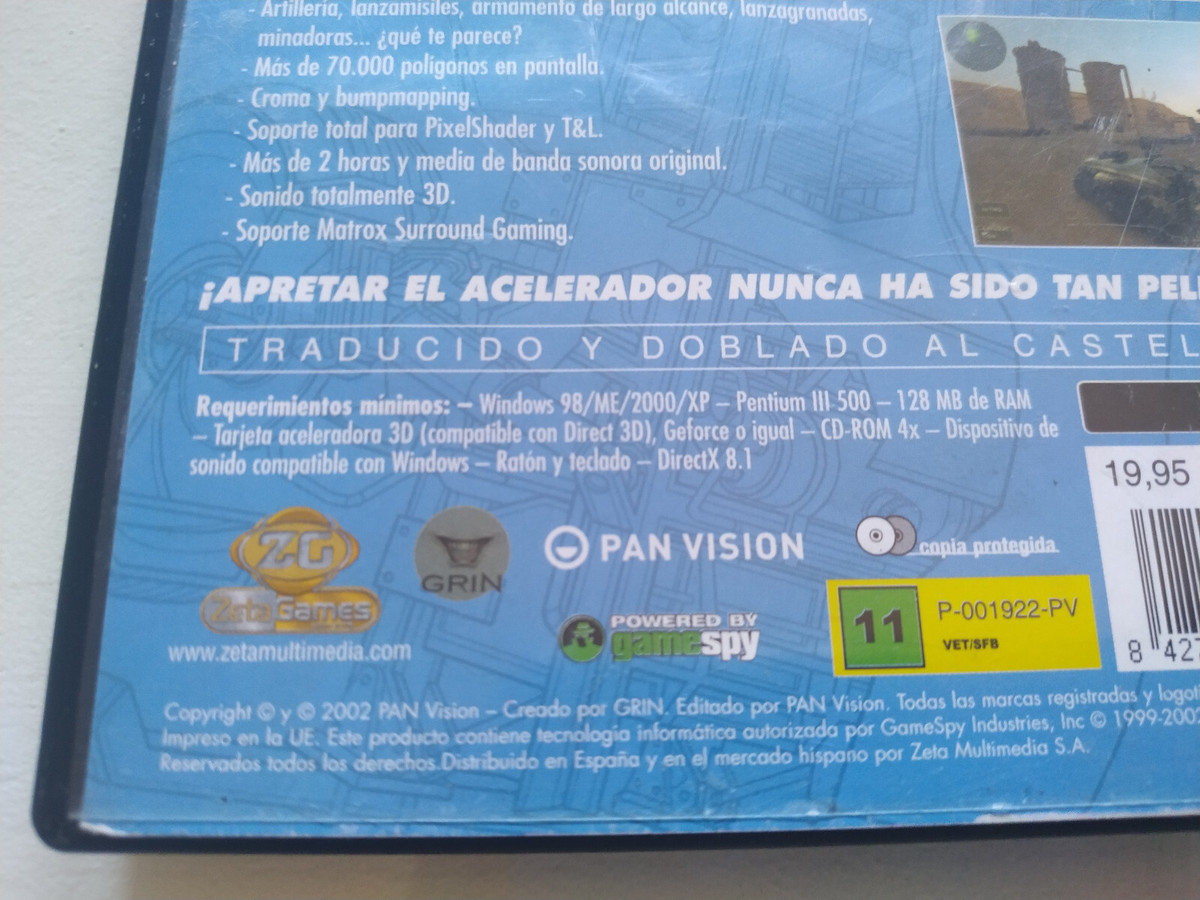 - Artillería, lanzamisiles, armamento de largo alcance, lanzagranadas,
minadoras... ¿qué te parece?
- Más de 70.000 polígonos en pantalla.
- Croma y bumpmapping.
- Soporte total para PixelShader y T&L.
- Más de 2 horas y media de banda sonora original.
- Sonido totalmente 3D.
- Soporte Matrox Surround Gaming.
¡APRETAR EL ACELERADOR NUNCA HA SIDO TAN PEL
TRADUCIDO Y DOBLADO AL CASTEL
Requerimientos mínimos: – Windows 98/ME/2000/XP – Pentium III 500 – 128 MB de RAM
– Tarjeta aceleradora 3D (compatible con Direct 3D), Geforce o igual – CD-ROM 4x – Dispositivo de
sonido compatible con Windows – Ratón y teclado – DirectX 8.1
19,95
ZG
Zeta Games
www.zetamultimedia.com
GRIN
PAN VISION
copia protegida
POWERED BY
gamespy
11
P-001922-PV
VET/SFB
8 427
Copyright © y © 2002 PAN Vision – Creado por GRIN. Editado por PAN Vision. Todas las marcas registradas y logot
Impreso en la UE. Este producto contiene tecnología informática autorizada por GameSpy Industries, Inc © 1999-200
Reservados todos los derechos.Distribuido en España y en el mercado hispano por Zeta Multimedia S.A.